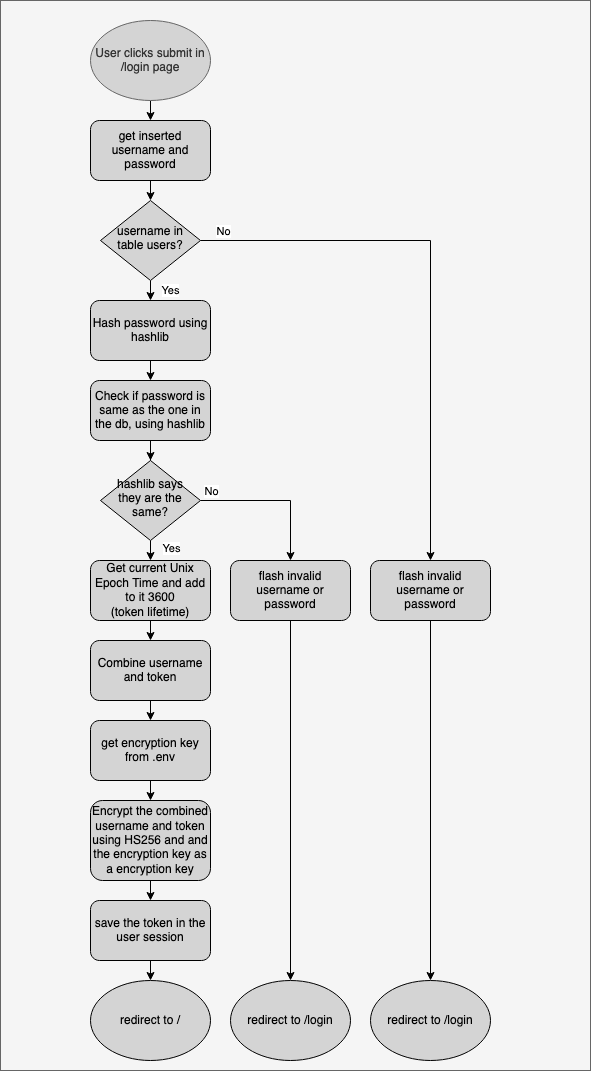 User clicks submit in
/login page
get inserted
username and
password
username in
table users?
No
Yes
Hash password using
hashlib
Check if password is
same as the one in
the db, using hashlib
hashlib says
they are the
same?
No
Yes
Get current Unix
Epoch Time and add
to it 3600
(token lifetime)
flash invalid
username or
password
flash invalid
username or
password
Combine username
and token
get encryption key
from .env
Encrypt the combined
username and token
using HS256 and and
the encryption key as
a encryption key
save the token in the
user session
redirect to /
redirect to /login
redirect to /login